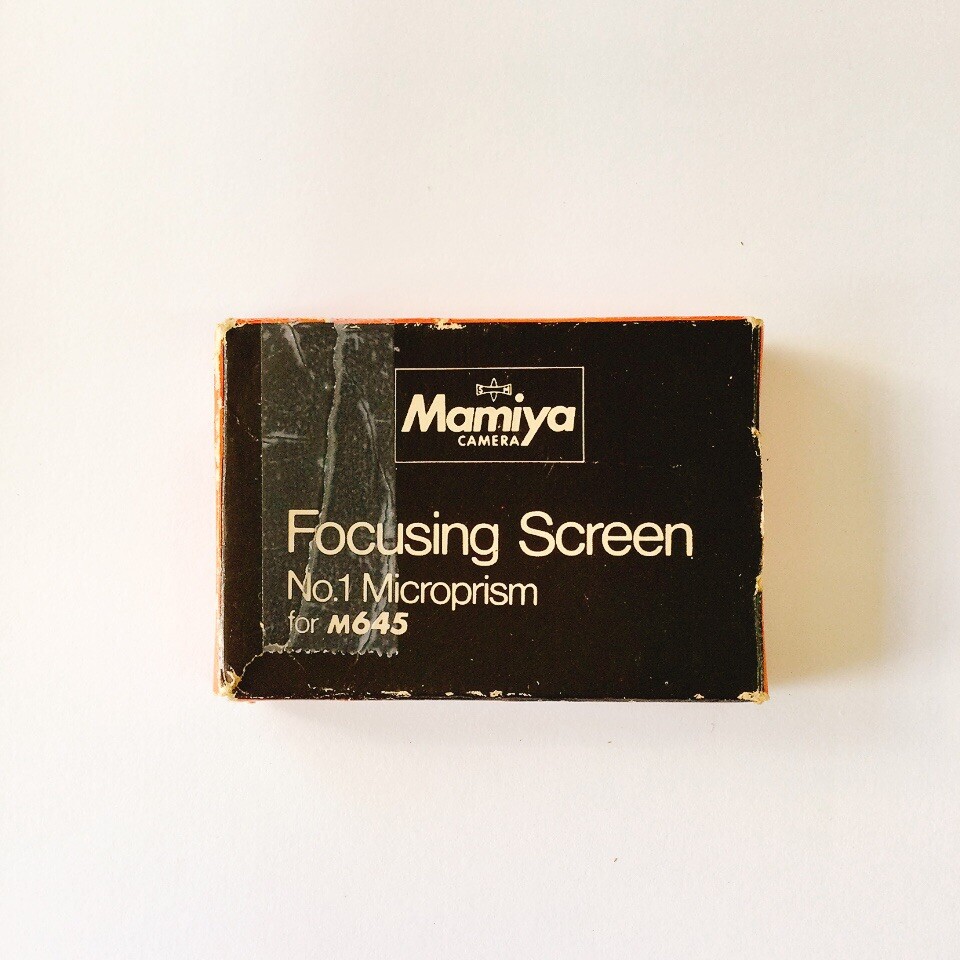 S M
Mamiya
CAMERA
Focusing Screen
No.1 Microprism
for M645